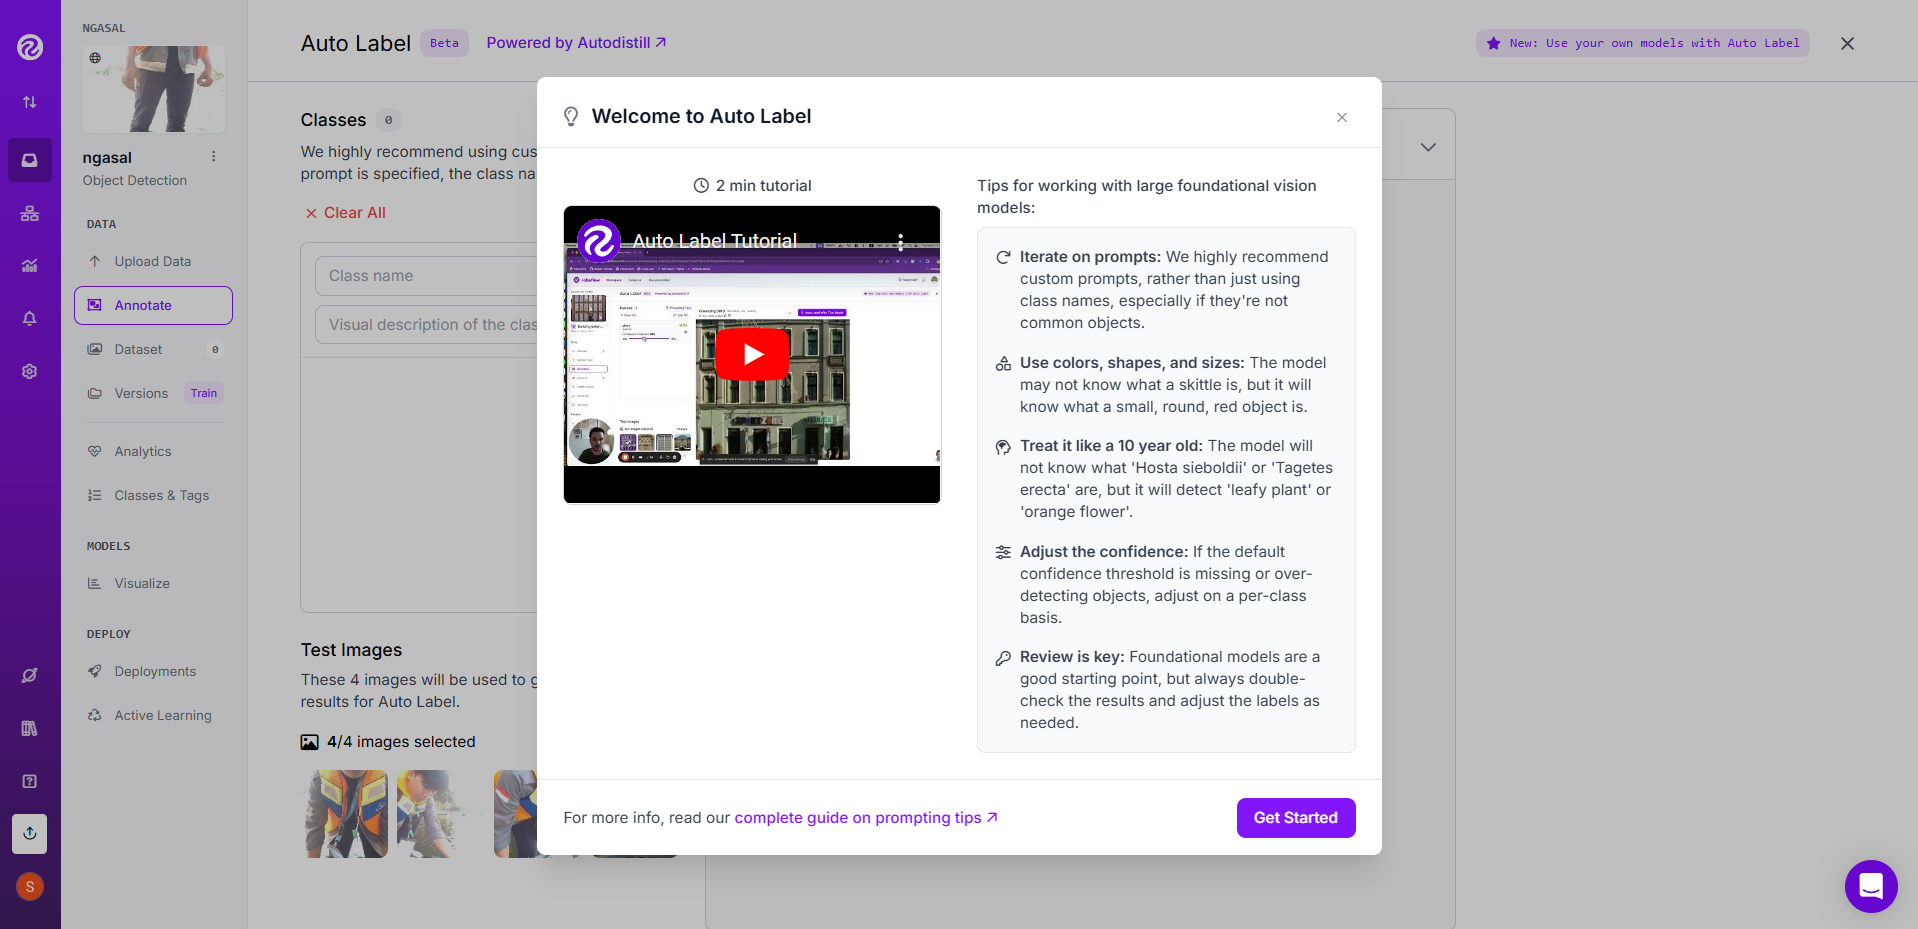 NGASAL
ngasal
Object Detection
DATA
Upload Data
Annotate
Dataset 0
Versions Train
Analytics
Classes & Tags
MODELS
Visualize
DEPLOY
Deployments
Active Learning
S
Auto Label Beta Powered by Autodistill
New: Use your own models with Auto Label
Classes 0
We highly recommend using cus
prompt is specified, the class na
Clear All
Class name
Visual description of the clas
Test Images
These 4 images will be used to g
results for Auto Label.
4/4 images selected
Welcome to Auto Label
2 min tutorial
Auto Label Tutorial
Tips for working with large foundational vision
models:
Iterate on prompts: We highly recommend
custom prompts, rather than just using
class names, especially if they're not
common objects.
Use colors, shapes, and sizes: The model
may not know what a skittle is, but it will
know what a small, round, red object is.
Treat it like a 10 year old: The model will
not know what 'Hosta sieboldii' or 'Tagetes
erecta' are, but it will detect 'leafy plant' or
'orange flower'.
Adjust the confidence: If the default
confidence threshold is missing or over-
detecting objects, adjust on a per-class
basis.
Review is key: Foundational models are a
good starting point, but always double-
check the results and adjust the labels as
needed.
For more info, read our complete guide on prompting tips
Get Started